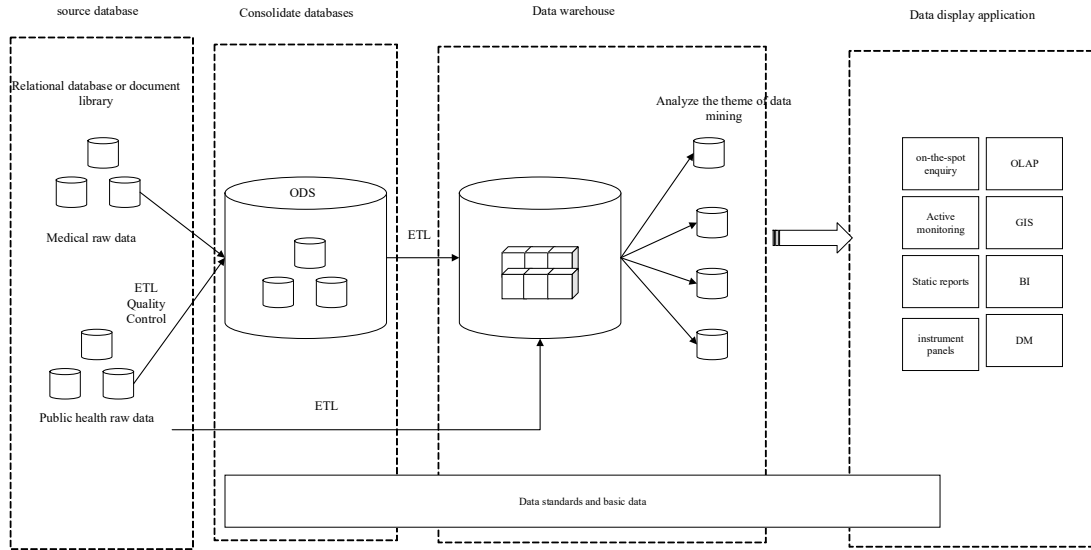 source database
Consolidate databases
Data warehouse
Data display application
Relational database or document
library
Medical raw data
ETL
Quality
Control
Public health raw data
ODS
ETL
ETL
Analyze the theme of data
mining
on-the-spot
enquiry
OLAP
Active
monitoring
GIS
Static reports
BI
instrument
panels
DM
Data standards and basic data